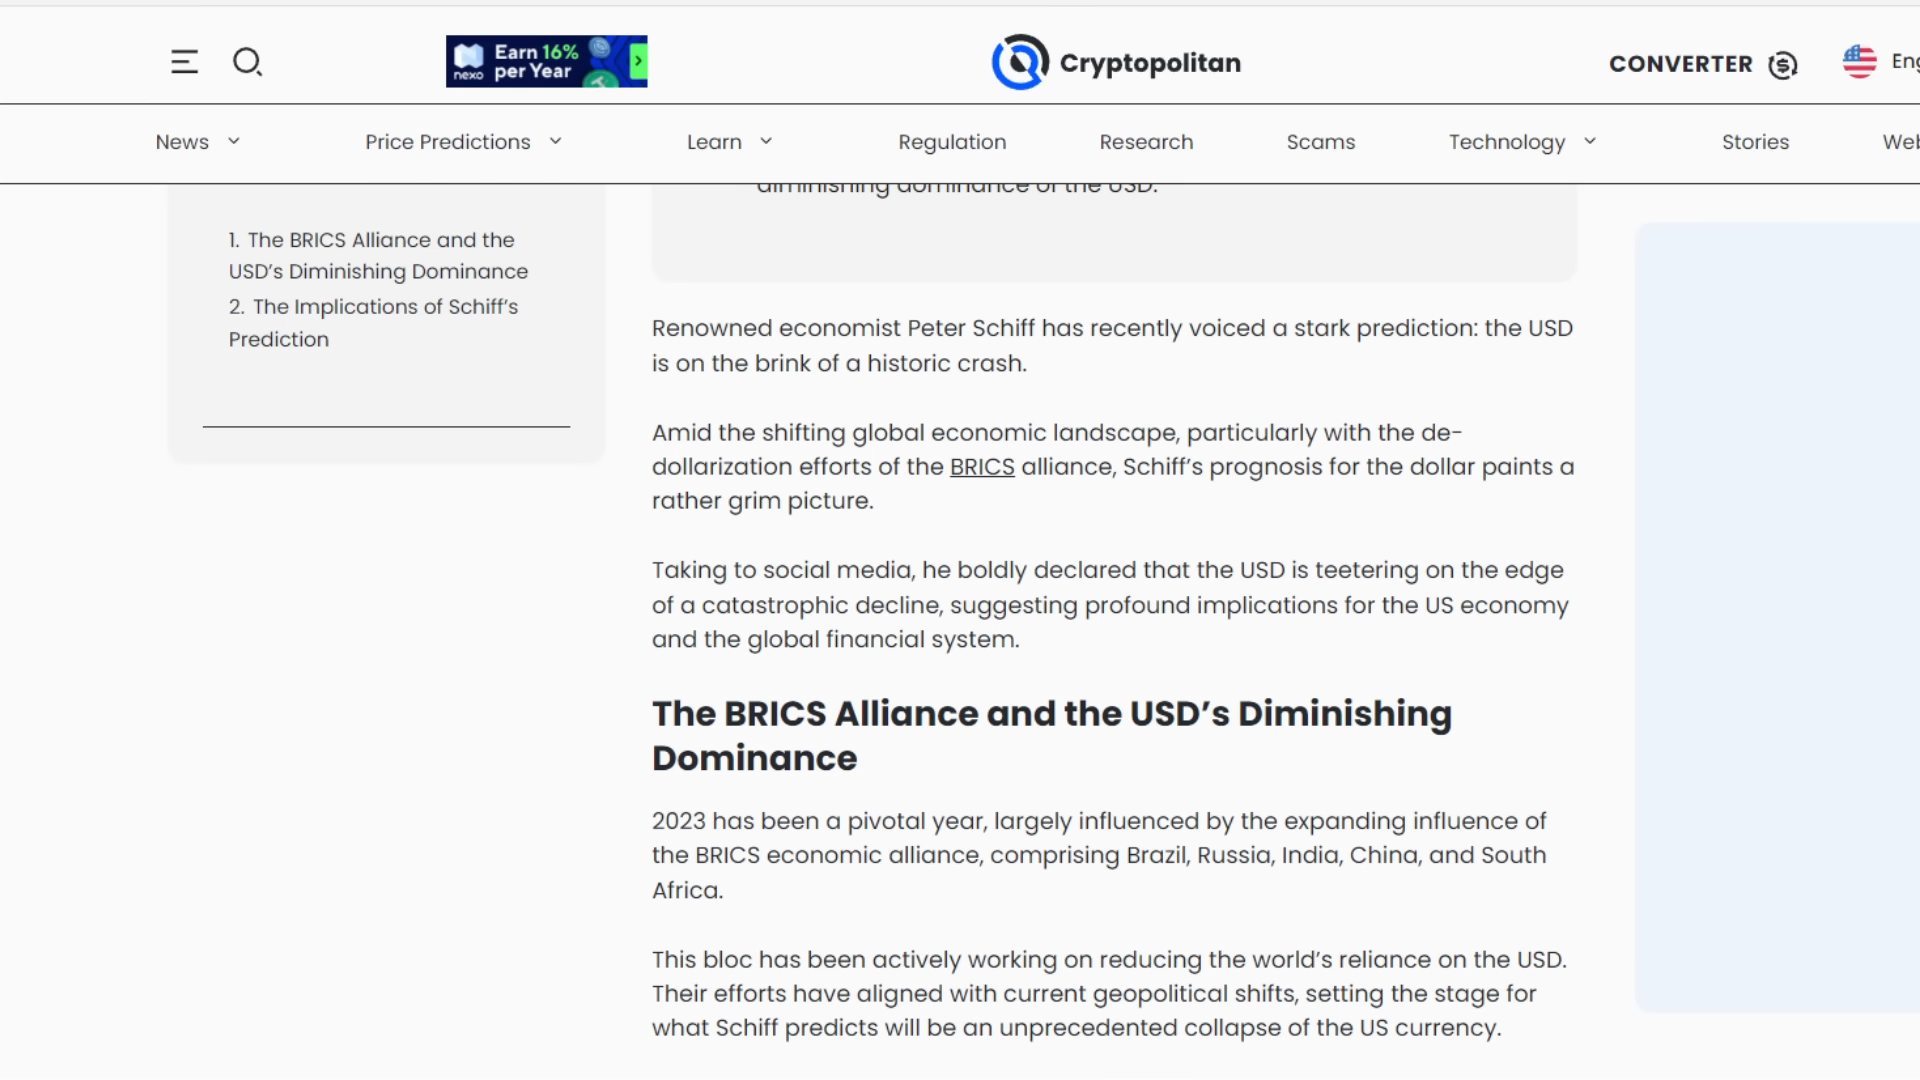 nexo
Earn 16%
per Year
Cryptopolitan
CONVERTER
News
Price Predictions
Learn
Regulation
Research
Scams
Technology
Stories
diminishing dominance of the USD.
1. The BRICS Alliance and the
USD’s Diminishing Dominance
2. The Implications of Schiff’s
Prediction
Renowned economist Peter Schiff has recently voiced a stark prediction: the USD
is on the brink of a historic crash.
Amid the shifting global economic landscape, particularly with the de-
dollarization efforts of the BRICS alliance, Schiff’s prognosis for the dollar paints a
rather grim picture.
Taking to social media, he boldly declared that the USD is teetering on the edge
of a catastrophic decline, suggesting profound implications for the US economy
and the global financial system.
The BRICS Alliance and the USD’s Diminishing
Dominance
2023 has been a pivotal year, largely influenced by the expanding influence of
the BRICS economic alliance, comprising Brazil, Russia, India, China, and South
Africa.
This bloc has been actively working on reducing the world’s reliance on the USD.
Their efforts have aligned with current geopolitical shifts, setting the stage for
what Schiff predicts will be an unprecedented collapse of the US currency.